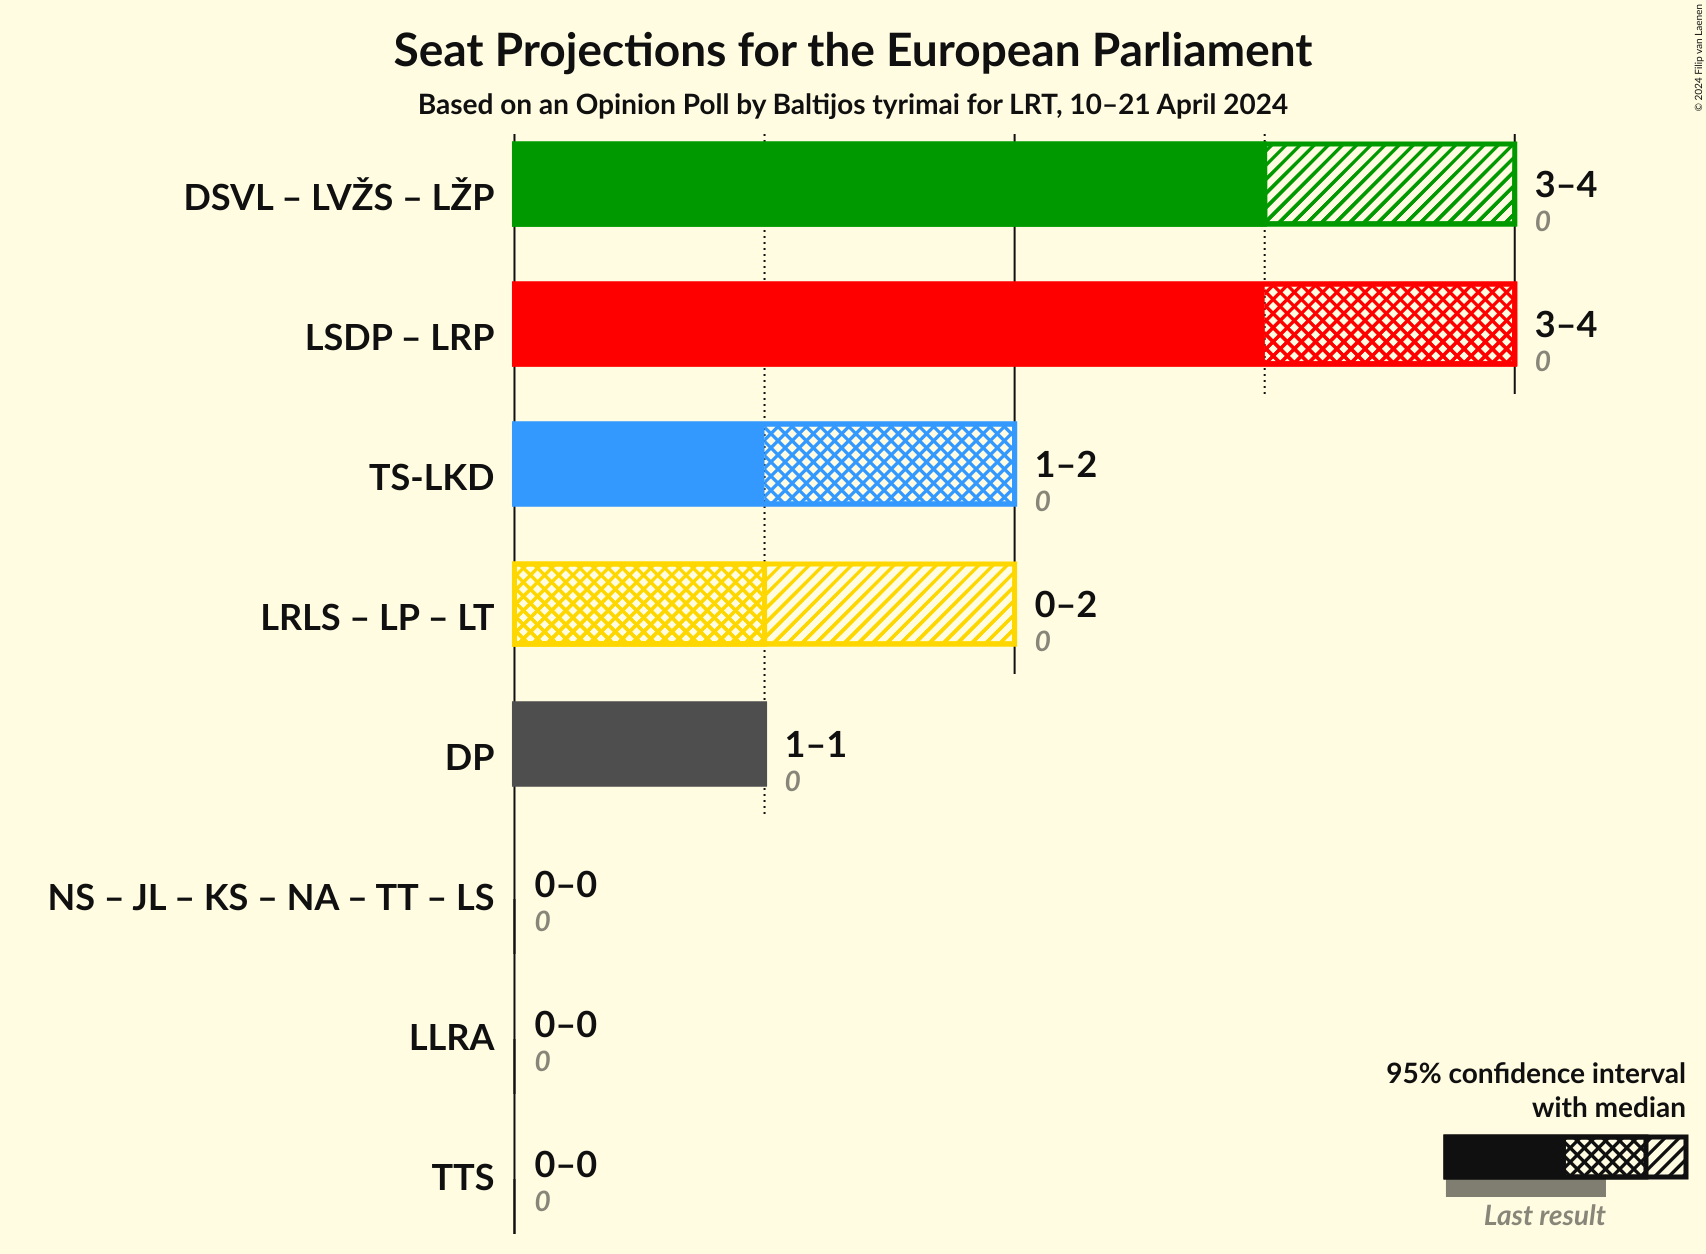 Seat Projections for the European Parliament
Based on an Opinion Poll by Baltijos tyrimai for LRT, 10–21 April 2024
© 2024 Filip van Laenen
DSVL – LVŽS – LŽP
3–4
0
LSDP – LRP
3–4
0
TS-LKD
1–2
0
LRLS – LP – LT
0–2
0
DP
1–1
0
NS – JL – KS – NA – TT – LS
0–0
0
LLRA
0–0
0
TTS
0–0
0
95% confidence interval
with median
Last result